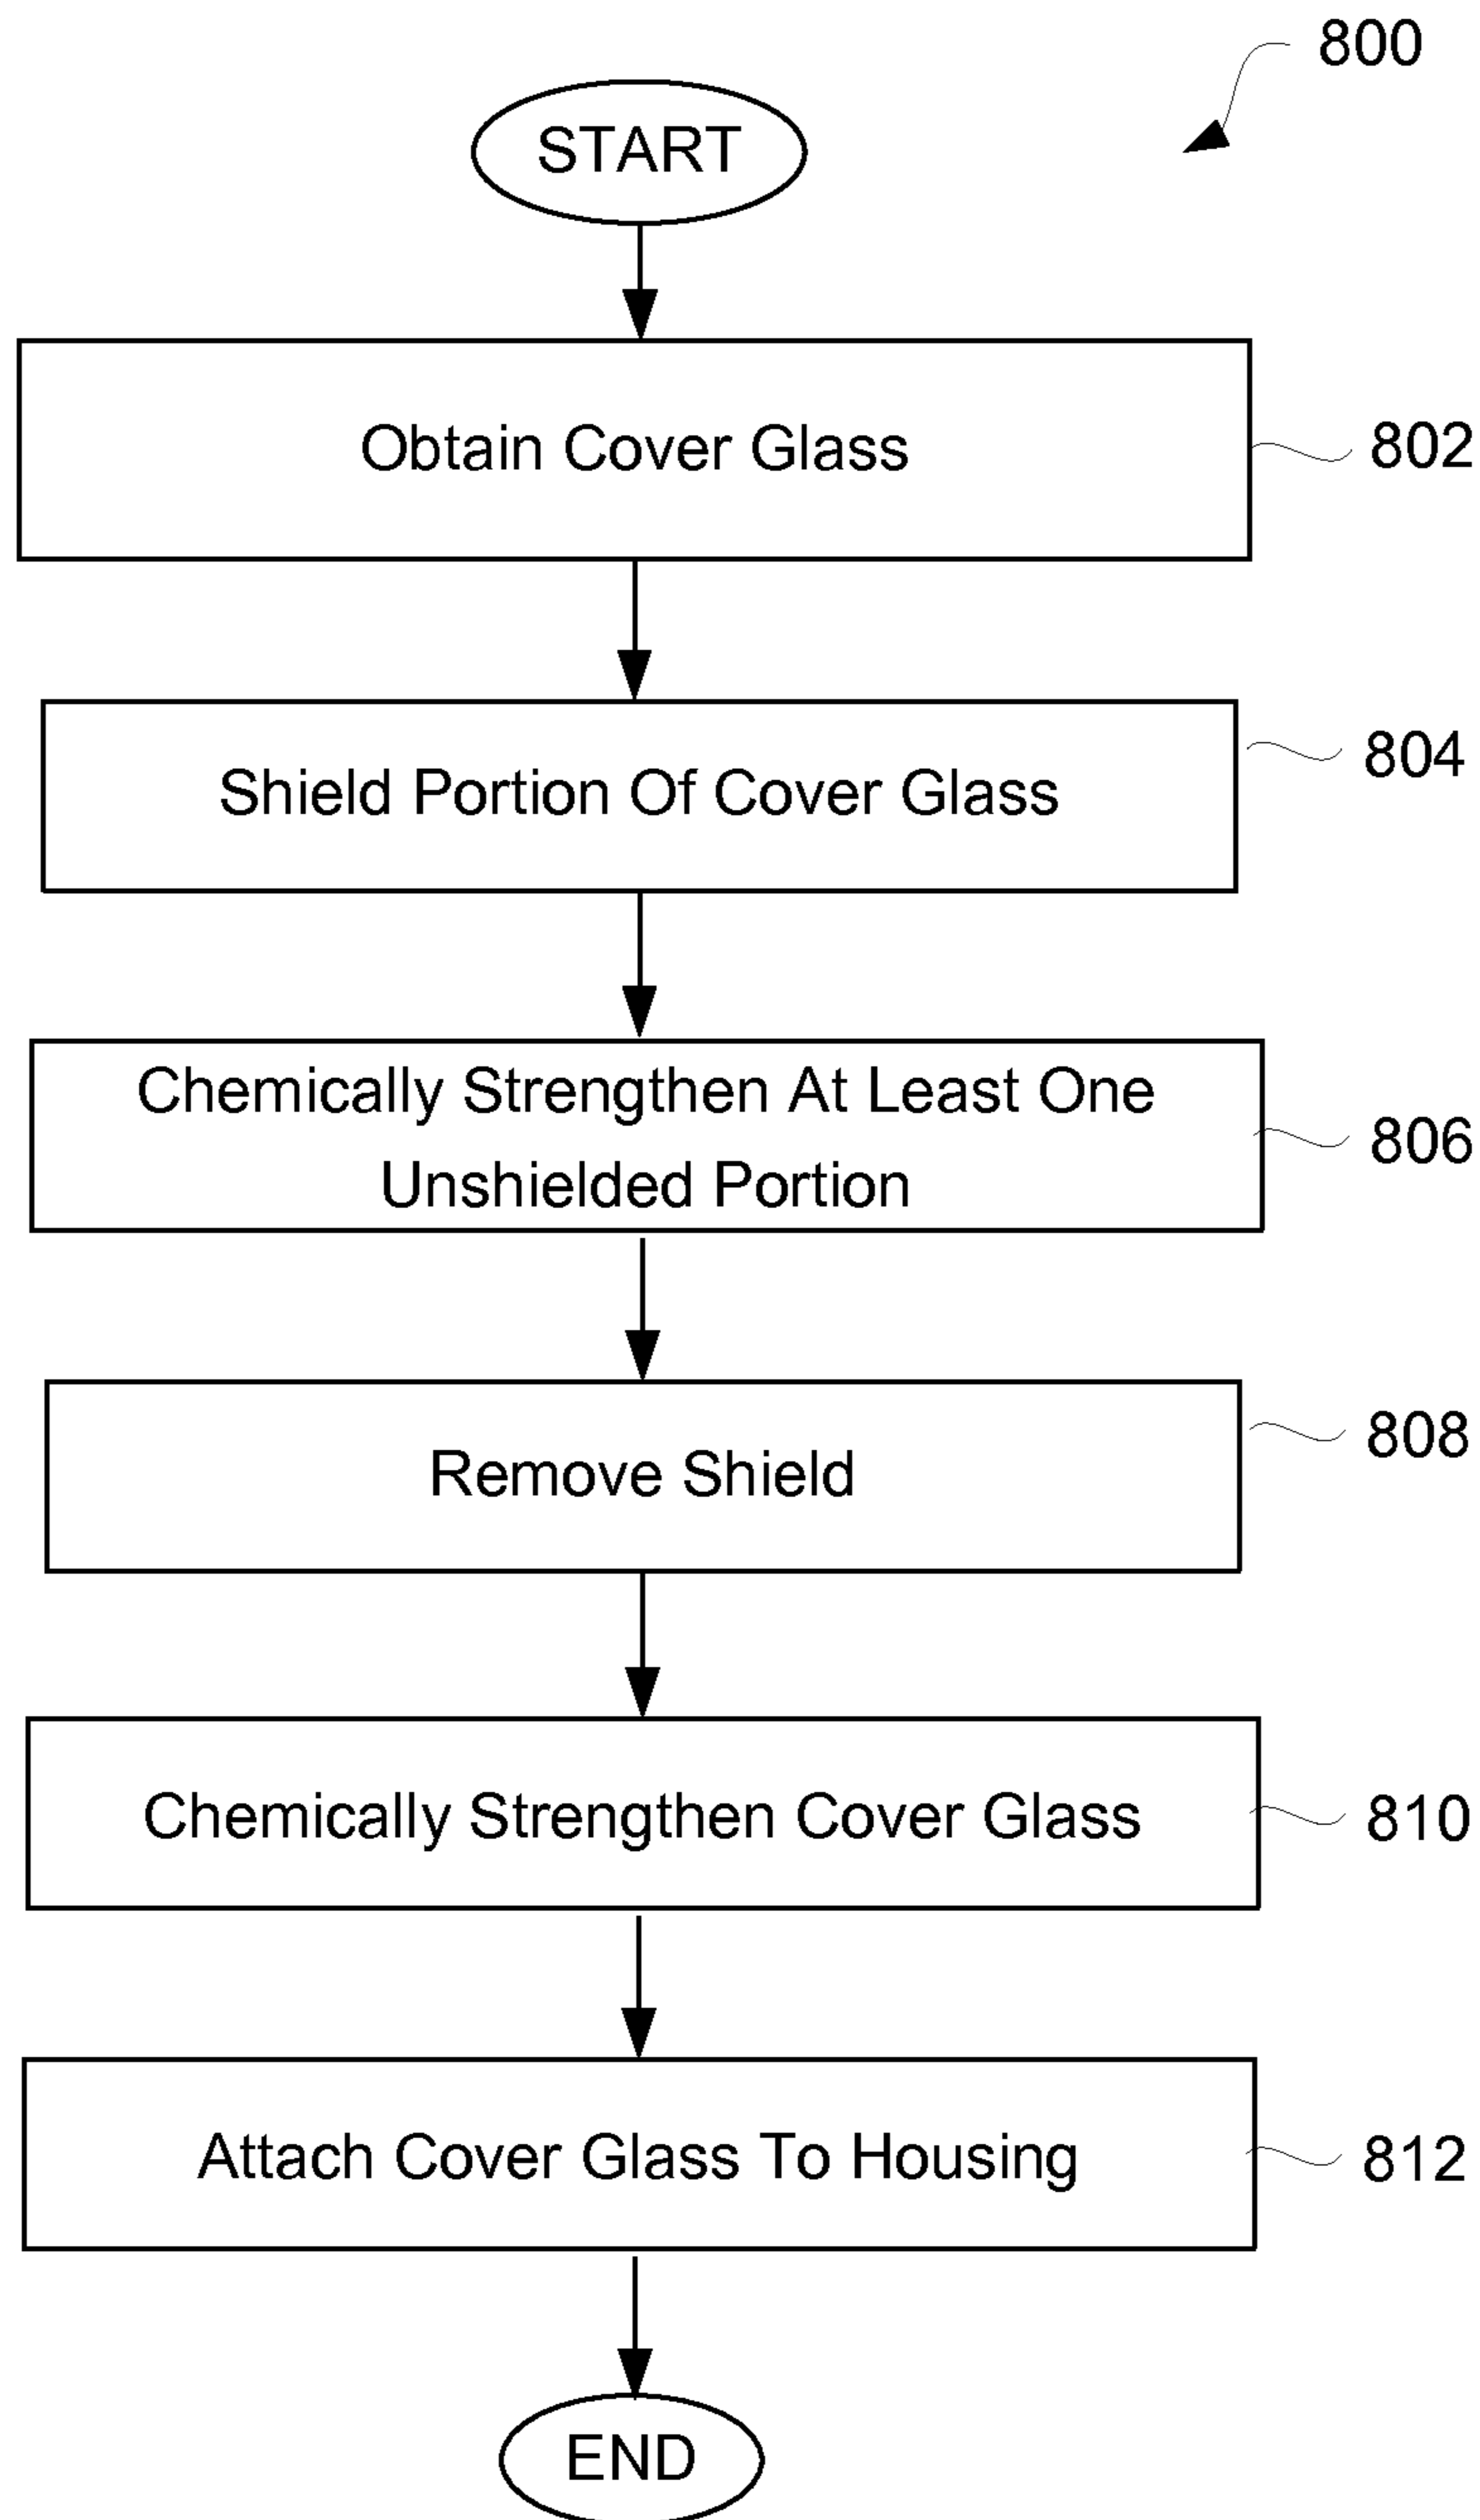 800
START
Obtain Cover Glass
802
Shield Portion Of Cover Glass
804
Chemically Strengthen At Least One
Unshielded Portion
806
Remove Shield
808
Chemically Strengthen Cover Glass
810
Attach Cover Glass To Housing
812
END